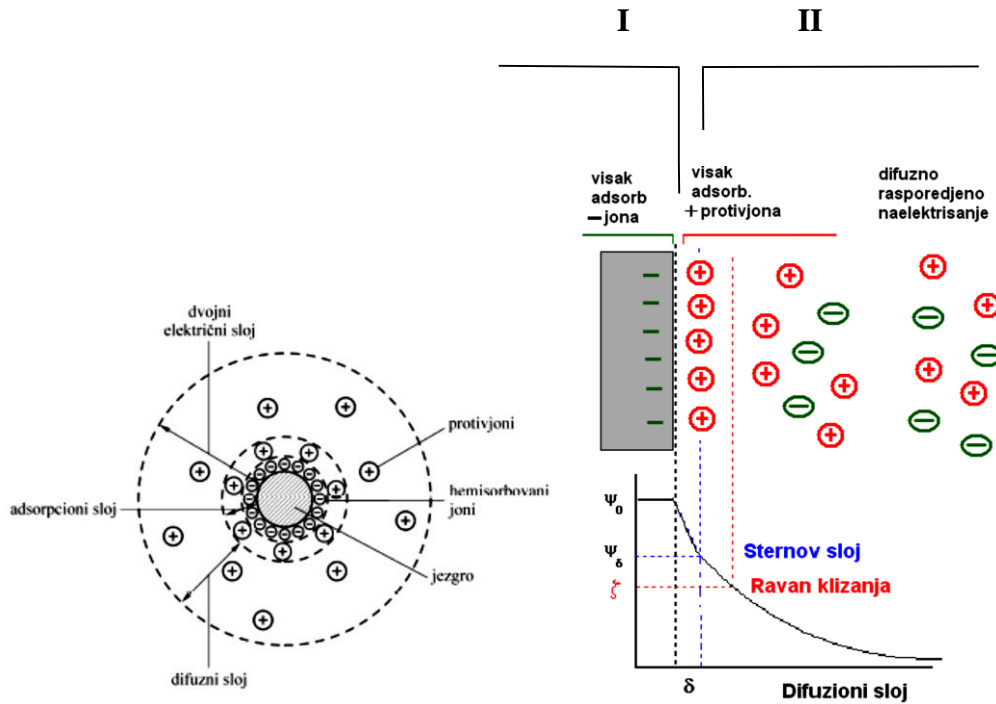 I II
visak
adsorb
−jona
visak
adsorb.
+protivjona
difuzno
rasporedjeno
naelektrisanje
dvojni
električni sloj
protivjoni
adsorpcioni sloj
hemisorbovani
joni
jezgro
difuzni sloj
Ψ0
Ψδ
ζ
Sternov sloj
Ravan klizanja
δ
Difuzioni sloj